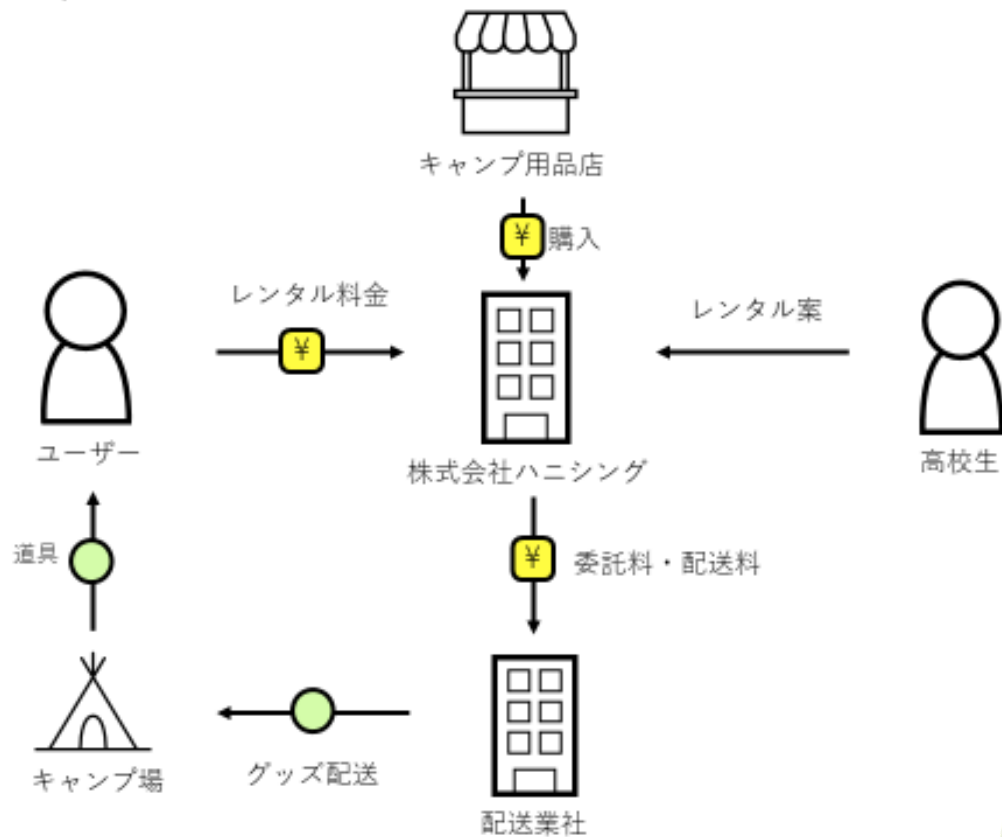 キャンプ用品店
¥
購入
レンタル料金
¥
レンタル案
ユーザー
株式会社ハニシング
高校生
道具
¥
委託料・配送料
キャンプ場
グッズ配送
配送業社